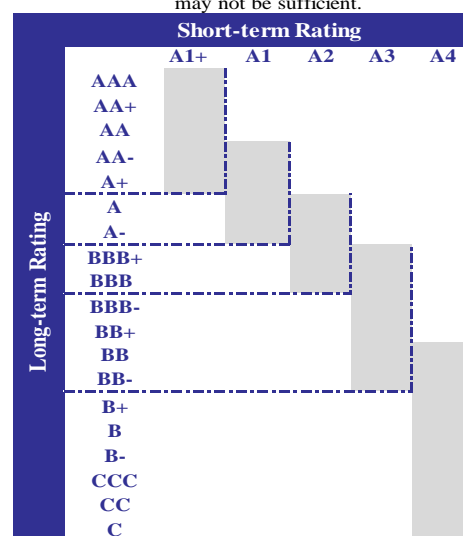 may not be sufficient.
Short-term Rating
A1+ A1 A2 A3 A4
Long-term Rating
AAA
AA+
AA
AA-
A+
A
A-
BBB+
BBB
BBB-
BB+
BB
BB-
B+
B
B-
CCC
CC
C